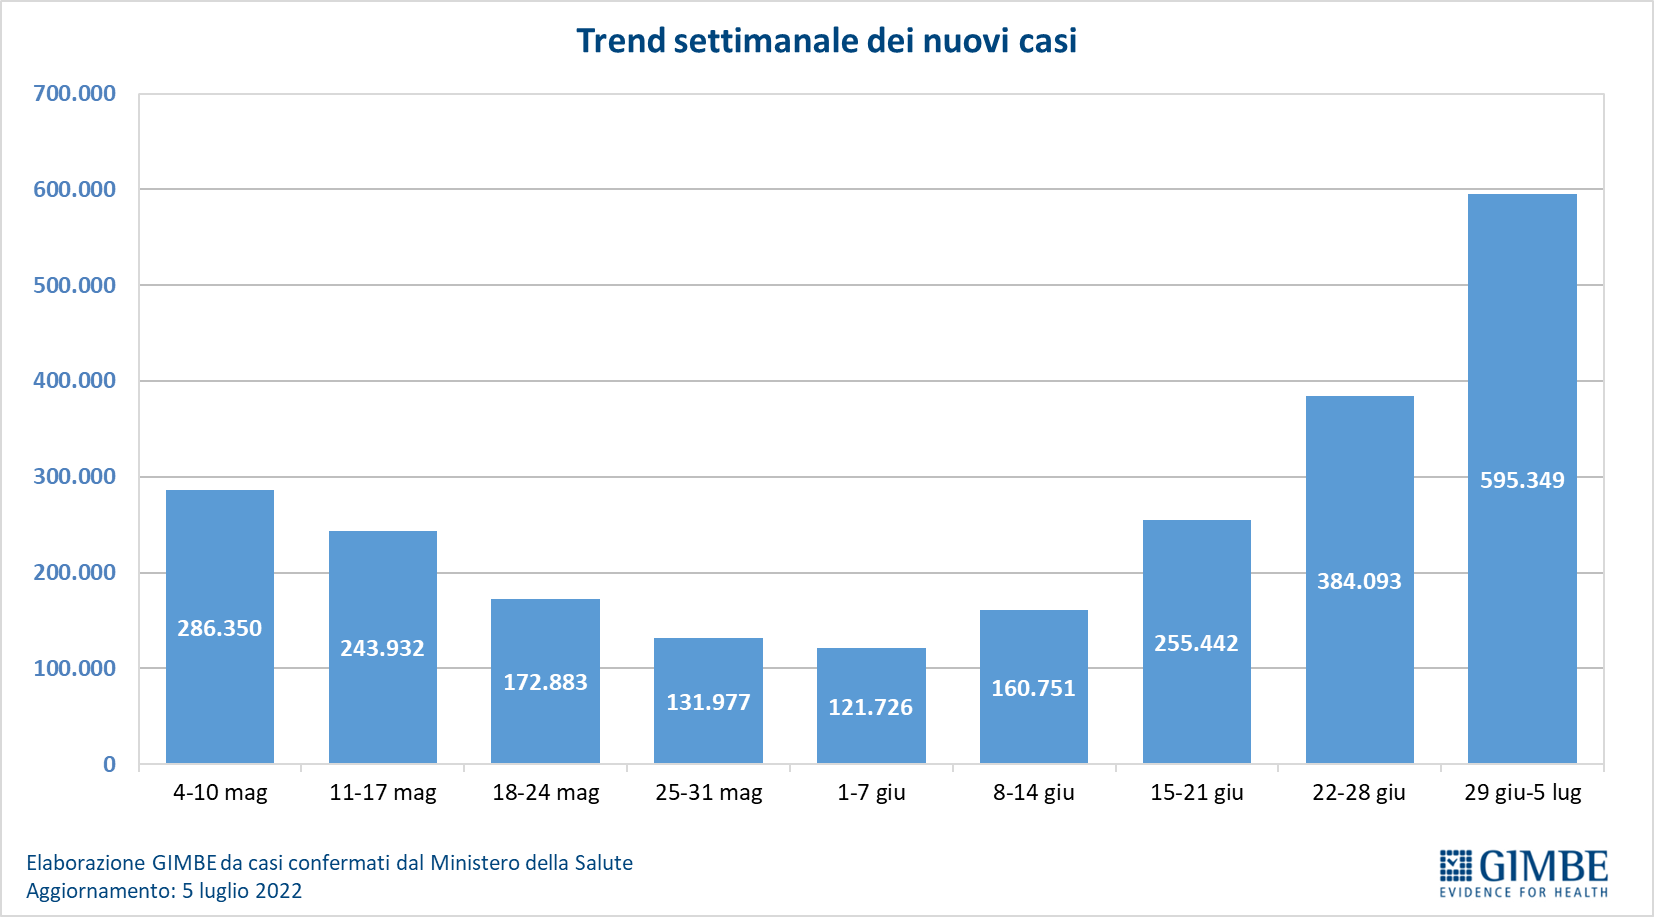 Trend settimanale dei nuovi casi
700.000
600.000
500.000
400.000
300.000
200.000
100.000
0
286.350
243.932
172.883
131.977
121.726
160.751
255.442
384.093
595.349
4-10 mag
11-17 mag
18-24 mag
25-31 mag
1-7 giu
8-14 giu
15-21 giu
22-28 giu
29 giu-5 lug
Elaborazione GIMBE da casi confermati dal Ministero della Salute
Aggiornamento: 5 luglio 2022
GIMBE
EVIDENCE FOR HEALTH